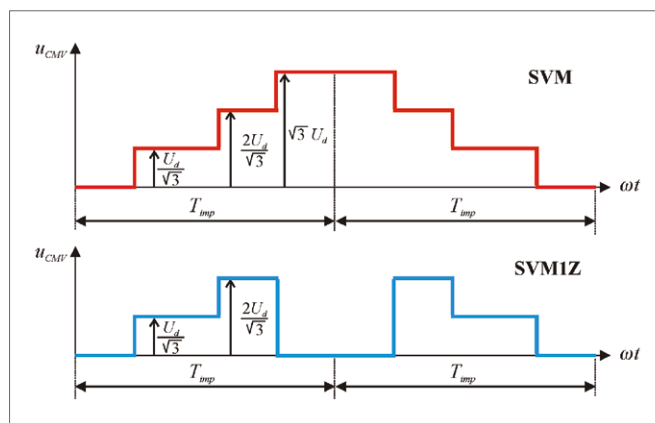 u_CMV
SVM
U_d/√3
2U_d/√3
√3 U_d
ωt
T_imp
T_imp
u_CMV
SVM1Z
U_d/√3
2U_d/√3
ωt
T_imp
T_imp